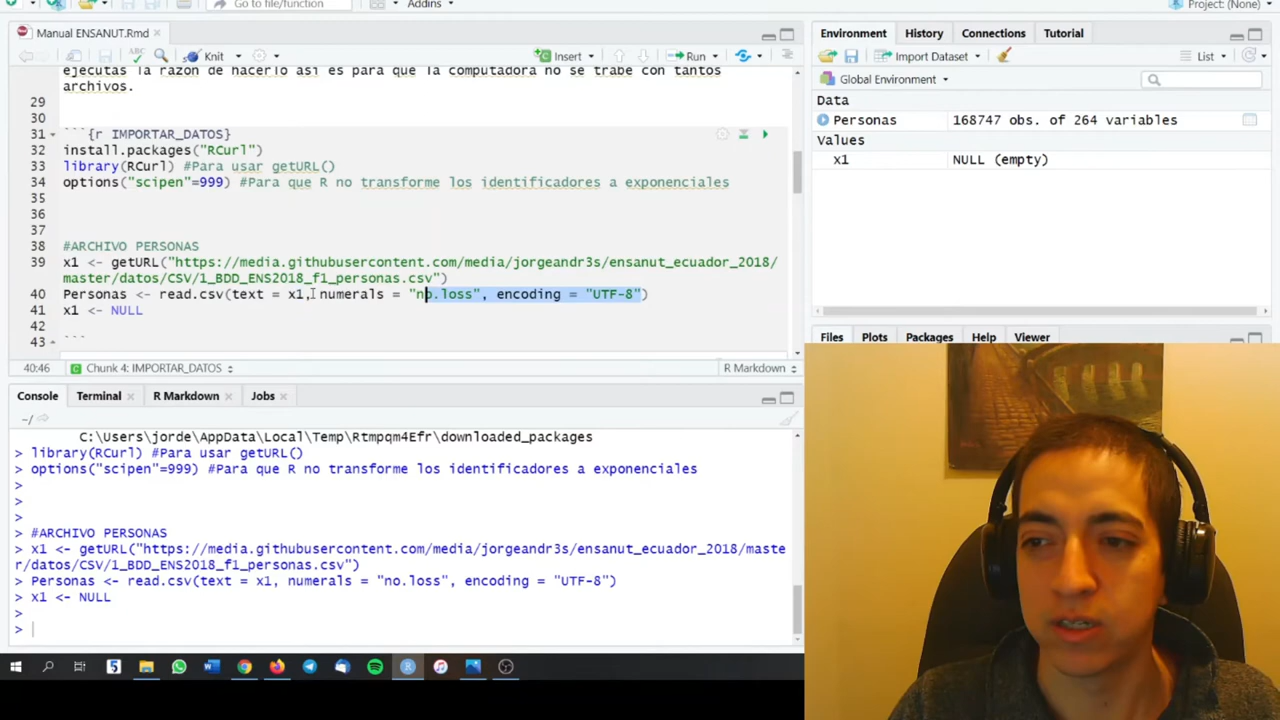 Go to file/function
Addins
Project: (None)
Manual ENSANUT.Rmd
ABC
Knit
Insert
Run
ejecutas la razon de hacerlo asi es para que la computadora no se trabe con tantos
archivos.
29
30
31 ```{r IMPORTAR_DATOS}
32 install.packages("RCurl")
33 library(RCurl) #Para usar getURL()
34 options("scipen"=999) #Para que R no transforme los identificadores a exponenciales
35
36
37
38 #ARCHIVO PERSONAS
39 x1 <- getURL("https://media.githubusercontent.com/media/jorgeandr3s/ensanut_ecuador_2018/
master/datos/CSV/1_BDD_ENS2018_f1_personas.csv")
40 Personas <- read.csv(text = x1, numerals = "no.loss", encoding = "UTF-8")
41 x1 <- NULL
42
43 ```
40:46 Chunk 4: IMPORTAR_DATOS R Markdown
Console Terminal R Markdown Jobs
~/
C:\Users\jorde\AppData\Local\Temp\Rtmpqm4Efr\downloaded_packages
> library(RCurl) #Para usar getURL()
> options("scipen"=999) #Para que R no transforme los identificadores a exponenciales
>
>
>
> #ARCHIVO PERSONAS
> x1 <- getURL("https://media.githubusercontent.com/media/jorgeandr3s/ensanut_ecuador_2018/maste
r/datos/CSV/1_BDD_ENS2018_f1_personas.csv")
> Personas <- read.csv(text = x1, numerals = "no.loss", encoding = "UTF-8")
> x1 <- NULL
>
>
Environment History Connections Tutorial
Import Dataset
List
Global Environment
Data
Personas 168747 obs. of 264 variables
Values
x1 NULL (empty)
Files Plots Packages Help Viewer